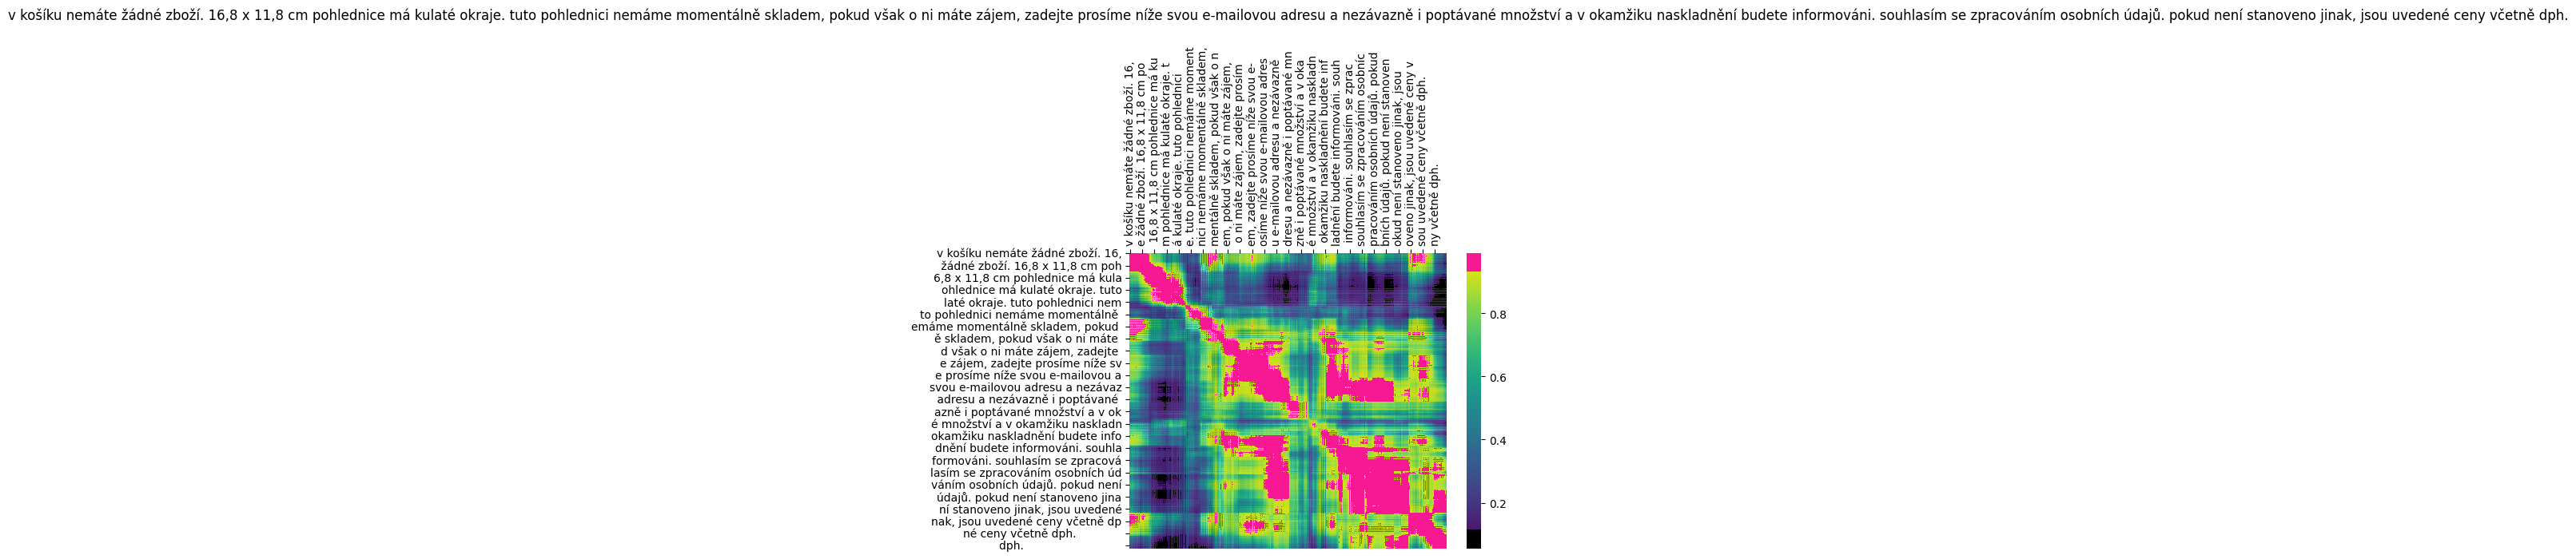 v košíku nemáte žádné zboží. 16,8 x 11,8 cm pohlednice má kulaté okraje. tuto pohlednici nemáme momentálně skladem, pokud však o ni máte zájem, zadejte prosíme níže svou e-mailovou adresu a nezávazně i poptávané množství a v okamžiku naskladnění budete informováni. souhlasím se zpracováním osobních údajů. pokud není stanoveno jinak, jsou uvedené ceny včetně dph.
v košíku nemáte žádné zboží. 16,
e žádné zboží. 16,8 x 11,8 cm po
16,8 x 11,8 cm pohlednice má ku
m pohlednice má kulaté okraje. t
á kulaté okraje. tuto pohlednici
e. tuto pohlednici nemáme moment
nici nemáme momentálně skladem,
mentálně skladem, pokud však o n
em, pokud však o ni máte zájem,
o ni máte zájem, zadejte prosím
em, zadejte prosíme níže svou e-
osíme níže svou e-mailovou adres
u e-mailovou adresu a nezávazně
dresu a nezávazně i poptávané mn
zně i poptávané množství a v oka
é množství a v okamžiku naskladn
okamžiku naskladnění budete inf
ladnění budete informováni. souh
informováni. souhlasím se zprac
souhlasím se zpracováním osobníc
pracováním osobních údajů. pokud
bních údajů. pokud není stanoven
okud není stanoveno jinak, jsou
oveno jinak, jsou uvedené ceny v
sou uvedené ceny včetně dph.
ny včetně dph.
v košíku nemáte žádné zboží. 16,
žádné zboží. 16,8 x 11,8 cm poh
6,8 x 11,8 cm pohlednice má kula
ohlednice má kulaté okraje. tuto
laté okraje. tuto pohlednici nem
to pohlednici nemáme momentálně
emáme momentálně skladem, pokud
ě skladem, pokud však o ni máte
d však o ni máte zájem, zadejte
e zájem, zadejte prosíme níže sv
e prosíme níže svou e-mailovou a
svou e-mailovou adresu a nezávaz
adresu a nezávazně i poptávané
azně i poptávané množství a v ok
é množství a v okamžiku naskladn
okamžiku naskladnění budete info
dnění budete informováni. souhla
formováni. souhlasím se zpracová
lasím se zpracováním osobních úd
váním osobních údajů. pokud není
údajů. pokud není stanoveno jina
ní stanoveno jinak, jsou uvedené
nak, jsou uvedené ceny včetně dp
né ceny včetně dph.
dph.
0.8
0.6
0.4
0.2